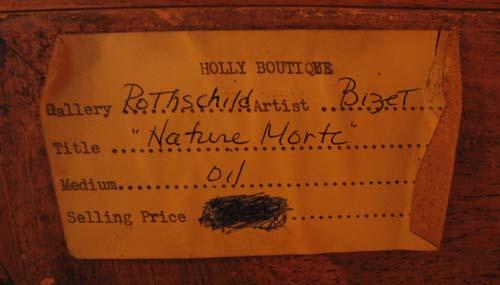 HOLLY BOUTIQUE
Gallery Rothschild Artist Bizet
Title "Nature Morte"
Medium oil
Selling Price